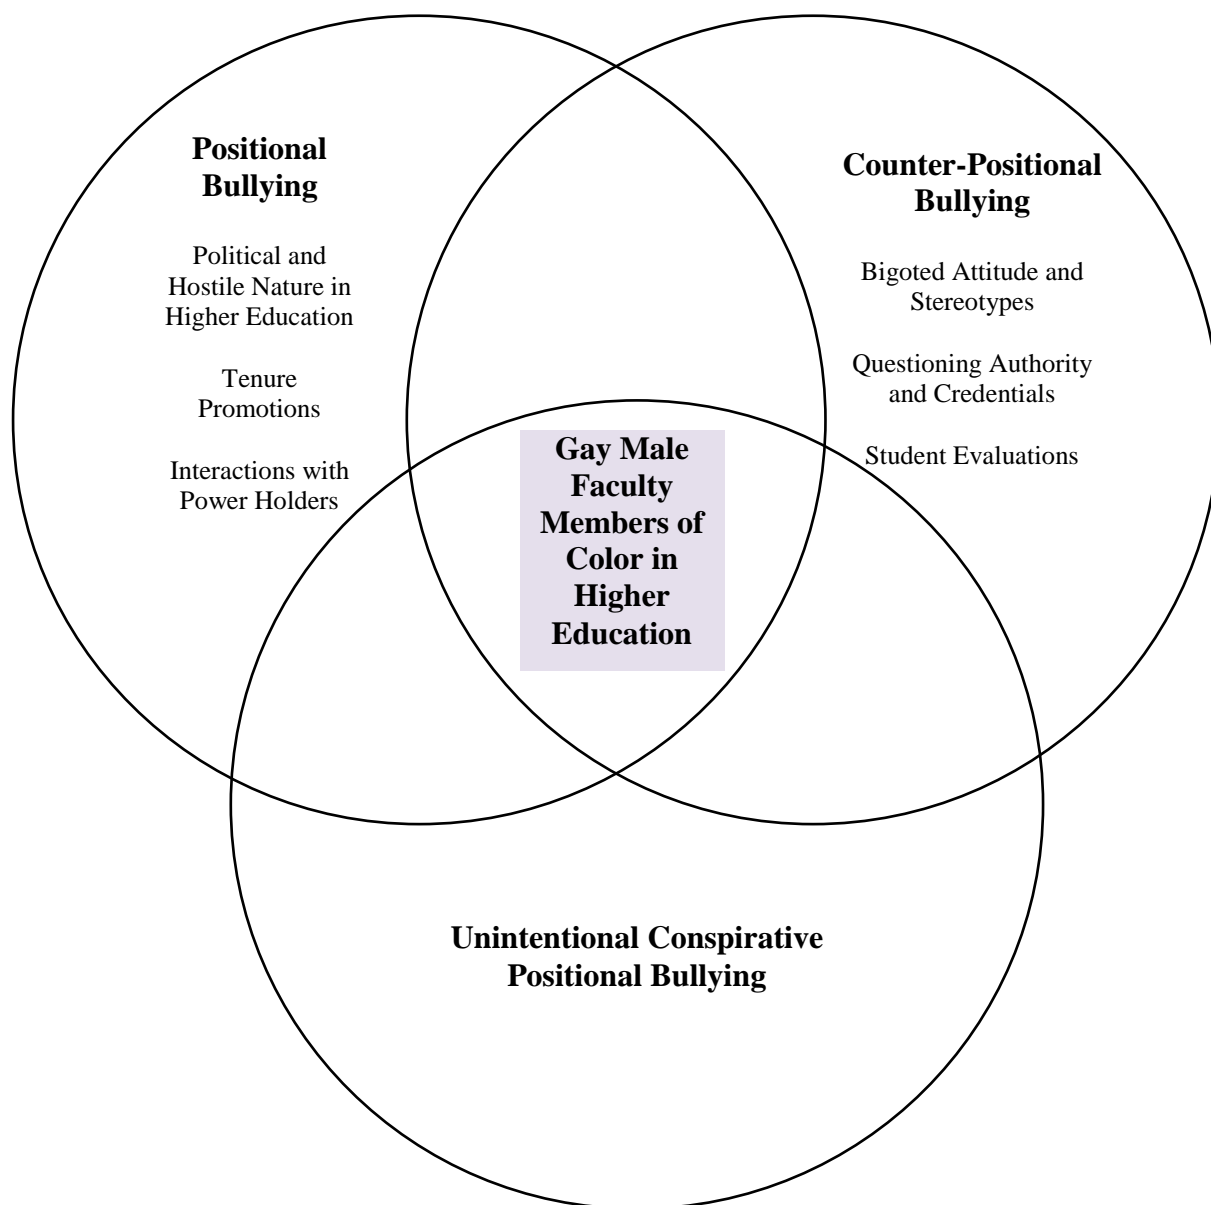 Positional
Bullying
Political and
Hostile Nature in
Higher Education
Tenure
Promotions
Interactions with
Power Holders
Counter-Positional
Bullying
Bigoted Attitude and
Stereotypes
Questioning Authority
and Credentials
Student Evaluations
Gay Male
Faculty
Members of
Color in
Higher
Education
Unintentional Conspirative
Positional Bullying